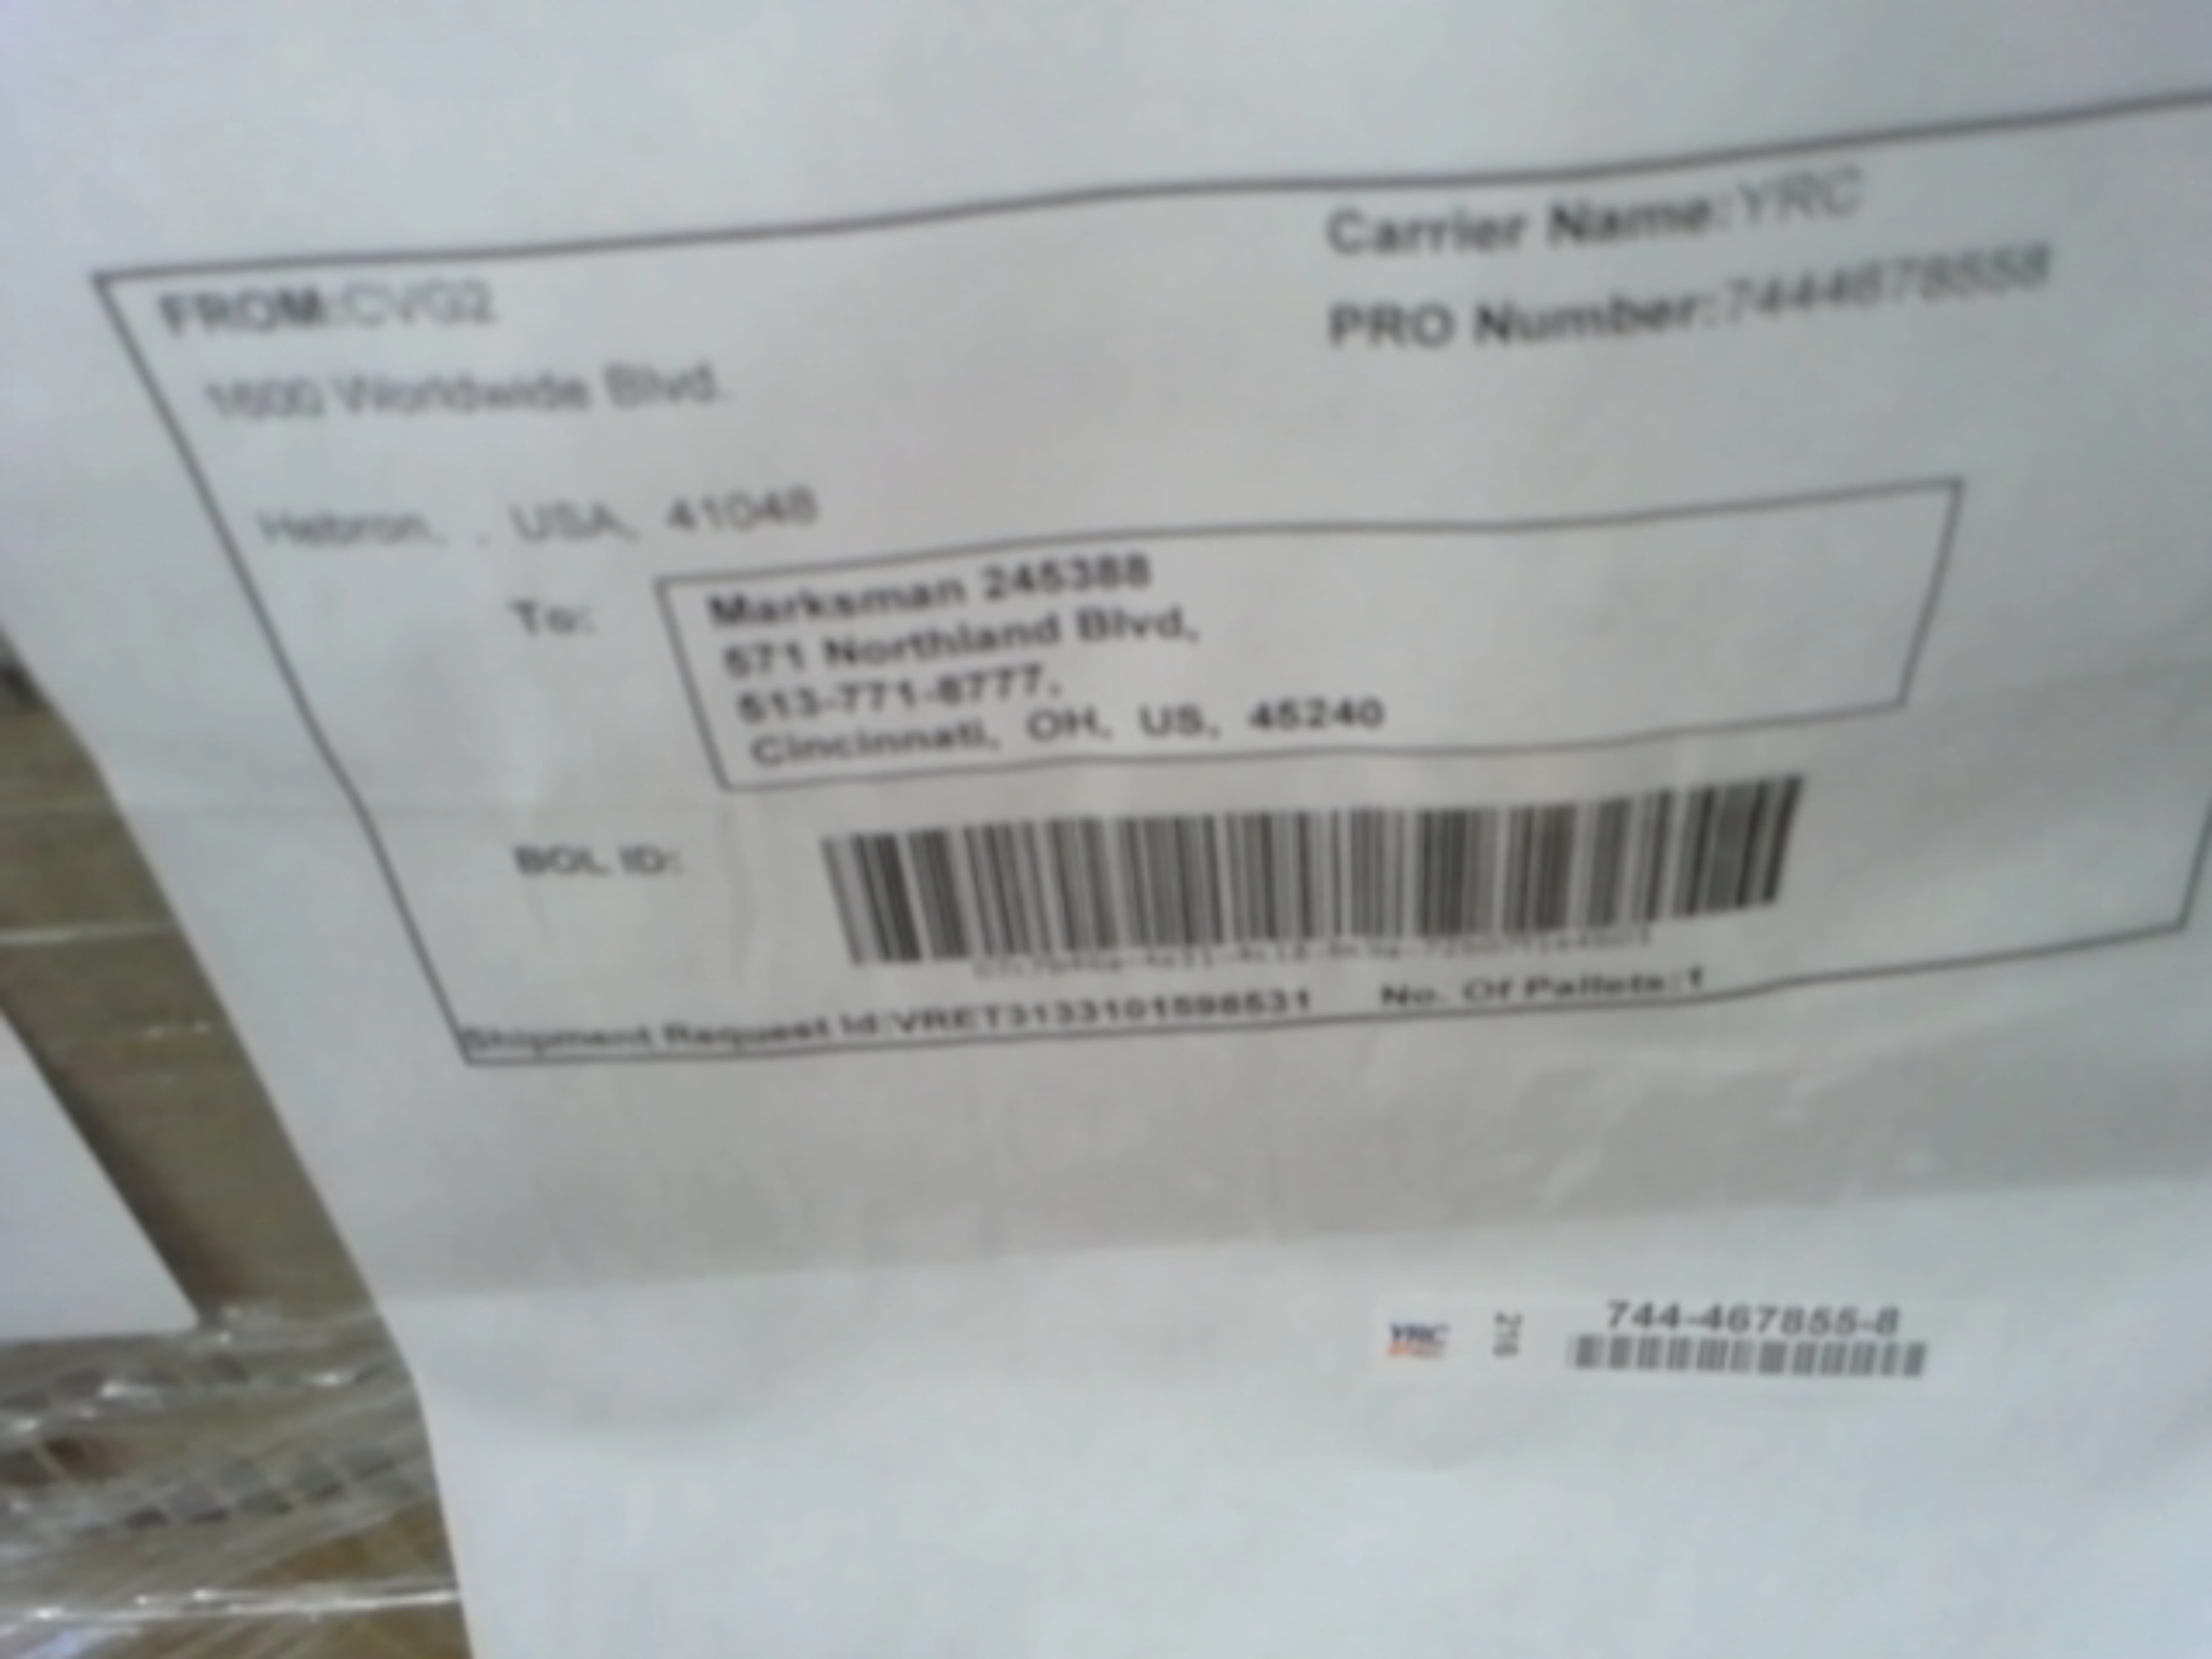 FROM:CVG2
Carrier Name:YRC
PRO Number:7444678558
1600 Worldwide Blvd.
Hebron, , USA, 41048
To:
Marksman 245388
571 Northland Blvd,
513-771-8777,
Cincinnati, OH, US, 45240
BOL ID:
Shipment Request Id:VRET3133101598531 No. Of Pallets:1
YRC
744-467855-8